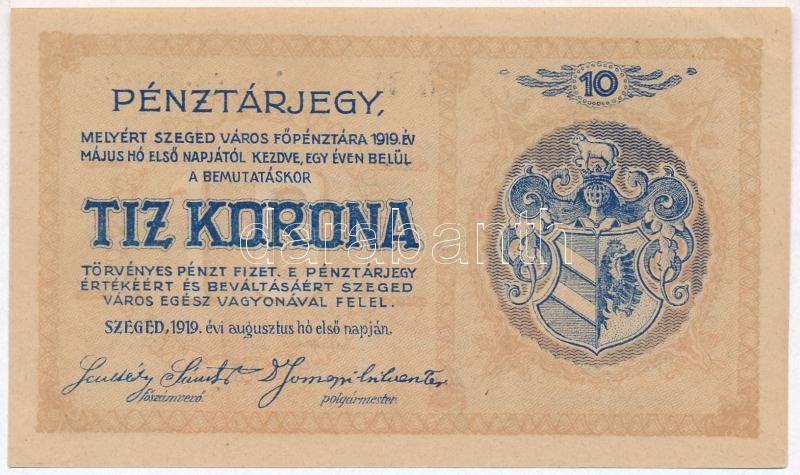 10
PÉNZTÁRJEGY,
MELYÉRT SZEGED VÁROS FŐPÉNZTÁRA 1919. ÉV
MÁJUS HÓ ELSŐ NAPJÁTÓL KEZDVE, EGY ÉVEN BELÜL
A BEMUTATÁSKOR
TIZ KORONA
darabanth
TÖRVÉNYES PÉNZT FIZET. E PÉNZTÁRJEGY
ÉRTÉKÉÉRT ÉS BEVÁLTÁSÁÉRT SZEGED
VÁROS EGÉSZ VAGYONÁVAL FELEL.
SZEGED, 1919. évi augusztus hó első napján.
főszámvevő.
polgármester.